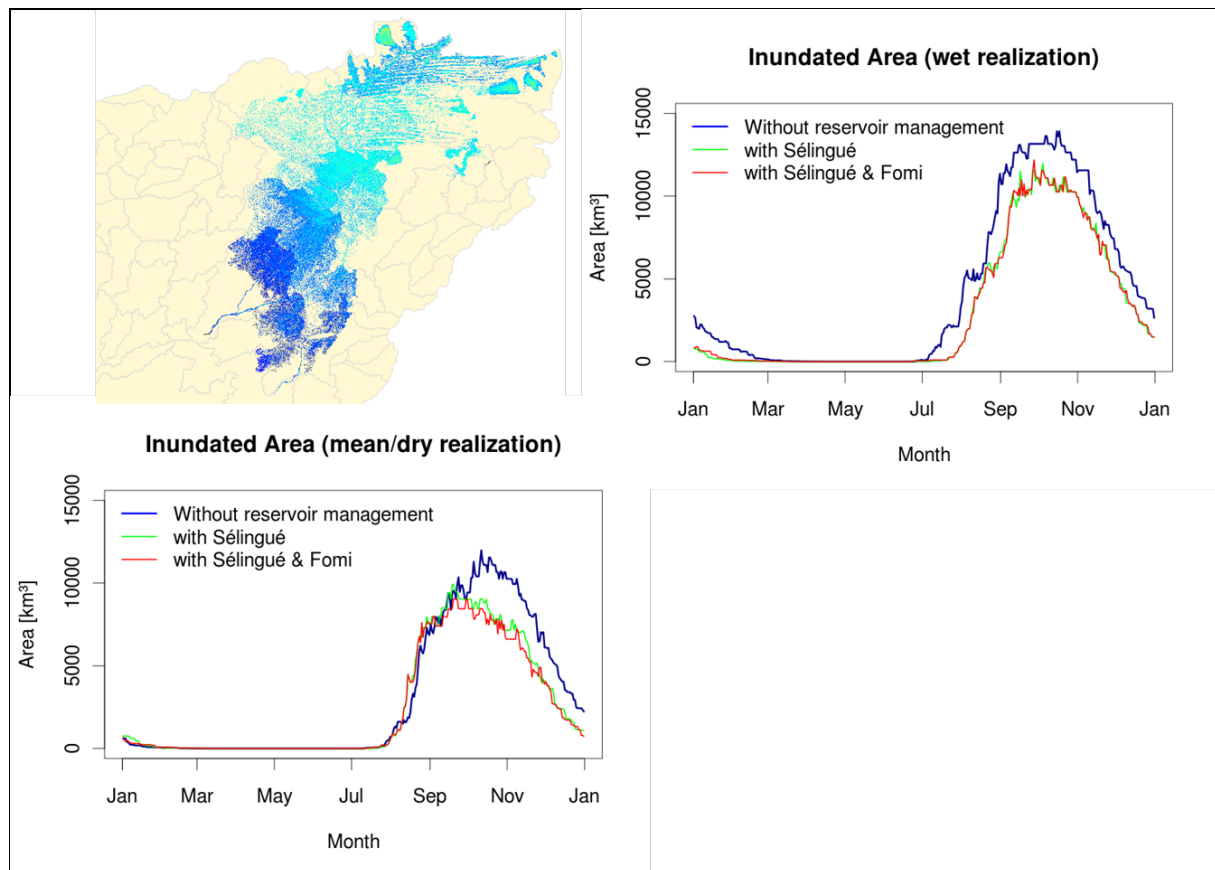 Inundated Area (wet realization)
15000
10000
5000
0
Area [km³]
Without reservoir management
with Sélingué
with Sélingué & Fomi
Jan Mar May Jul Sep Nov Jan
Month
Inundated Area (mean/dry realization)
15000
10000
5000
0
Area [km³]
Without reservoir management
with Sélingué
with Sélingué & Fomi
Jan Mar May Jul Sep Nov Jan
Month